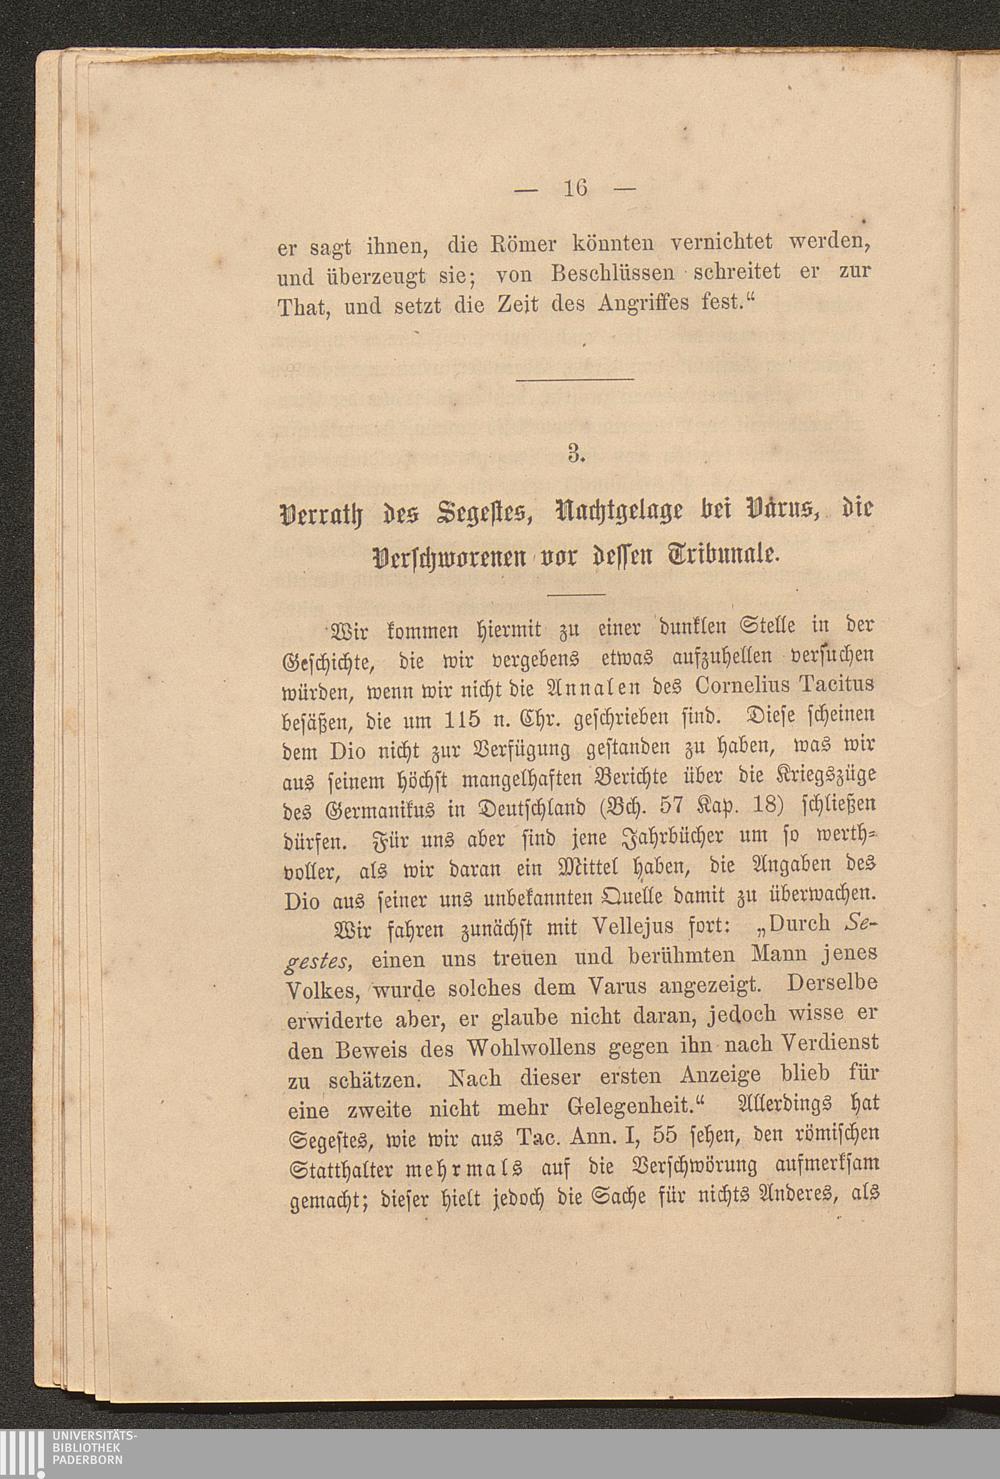 — 16 —
er sagt ihnen, die Römer könnten vernichtet werden,
und überzeugt sie; von Beschlüssen schreitet er zur
That, und setzt die Zeit des Angriffes fest.“
3.
Verrath des Segestes, Nachtgelage bei Varus, die
Verschworenen vor dessen Tribunale.
Wir kommen hiermit zu einer dunklen Stelle in der
Geschichte, die wir vergebens etwas aufzuhellen versuchen
würden, wenn wir nicht die Annalen des Cornelius Tacitus
besäßen, die um 115 n. Chr. geschrieben sind. Diese scheinen
dem Dio nicht zur Verfügung gestanden zu haben, was wir
aus seinem höchst mangelhaften Berichte über die Kriegszüge
des Germanikus in Deutschland (Bch. 57 Kap. 18) schließen
dürfen. Für uns aber sind jene Jahrbücher um so werth-
voller, als wir daran ein Mittel haben, die Angaben des
Dio aus seiner uns unbekannten Quelle damit zu überwachen.
Wir fahren zunächst mit Vellejus fort: „Durch Se-
gestes, einen uns treuen und berühmten Mann jenes
Volkes, wurde solches dem Varus angezeigt. Derselbe
erwiderte aber, er glaube nicht daran, jedoch wisse er
den Beweis des Wohlwollens gegen ihn nach Verdienst
zu schätzen. Nach dieser ersten Anzeige blieb für
eine zweite nicht mehr Gelegenheit.“ Allerdings hat
Segestes, wie wir aus Tac. Ann. I, 55 sehen, den römischen
Statthalter mehrmals auf die Verschwörung aufmerksam
gemacht; dieser hielt jedoch die Sache für nichts Anderes, als
UNIVERSITÄTS-
BIBLIOTHEK
PADERBORN